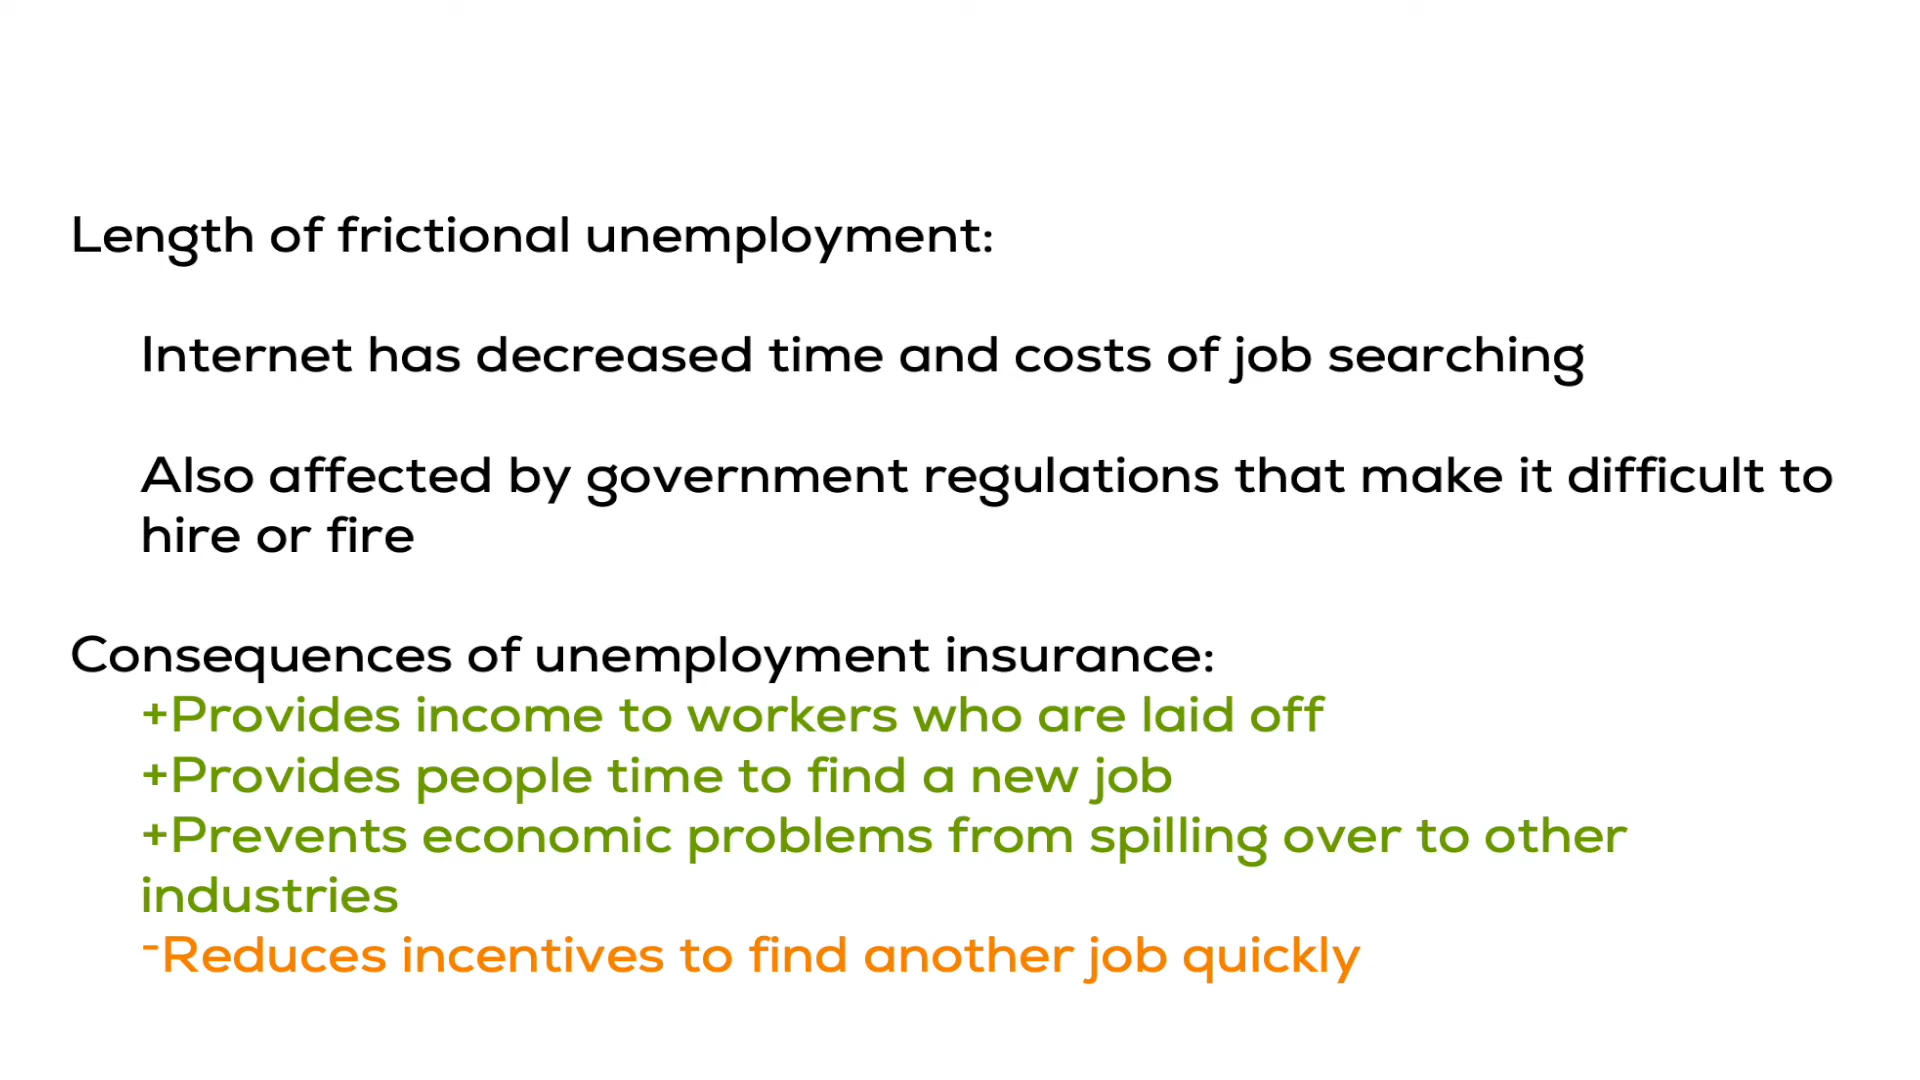 Length of frictional unemployment:
Internet has decreased time and costs of job searching
Also affected by government regulations that make it difficult to
hire or fire
Consequences of unemployment insurance:
+Provides income to workers who are laid off
+Provides people time to find a new job
+Prevents economic problems from spilling over to other
industries
-Reduces incentives to find another job quickly